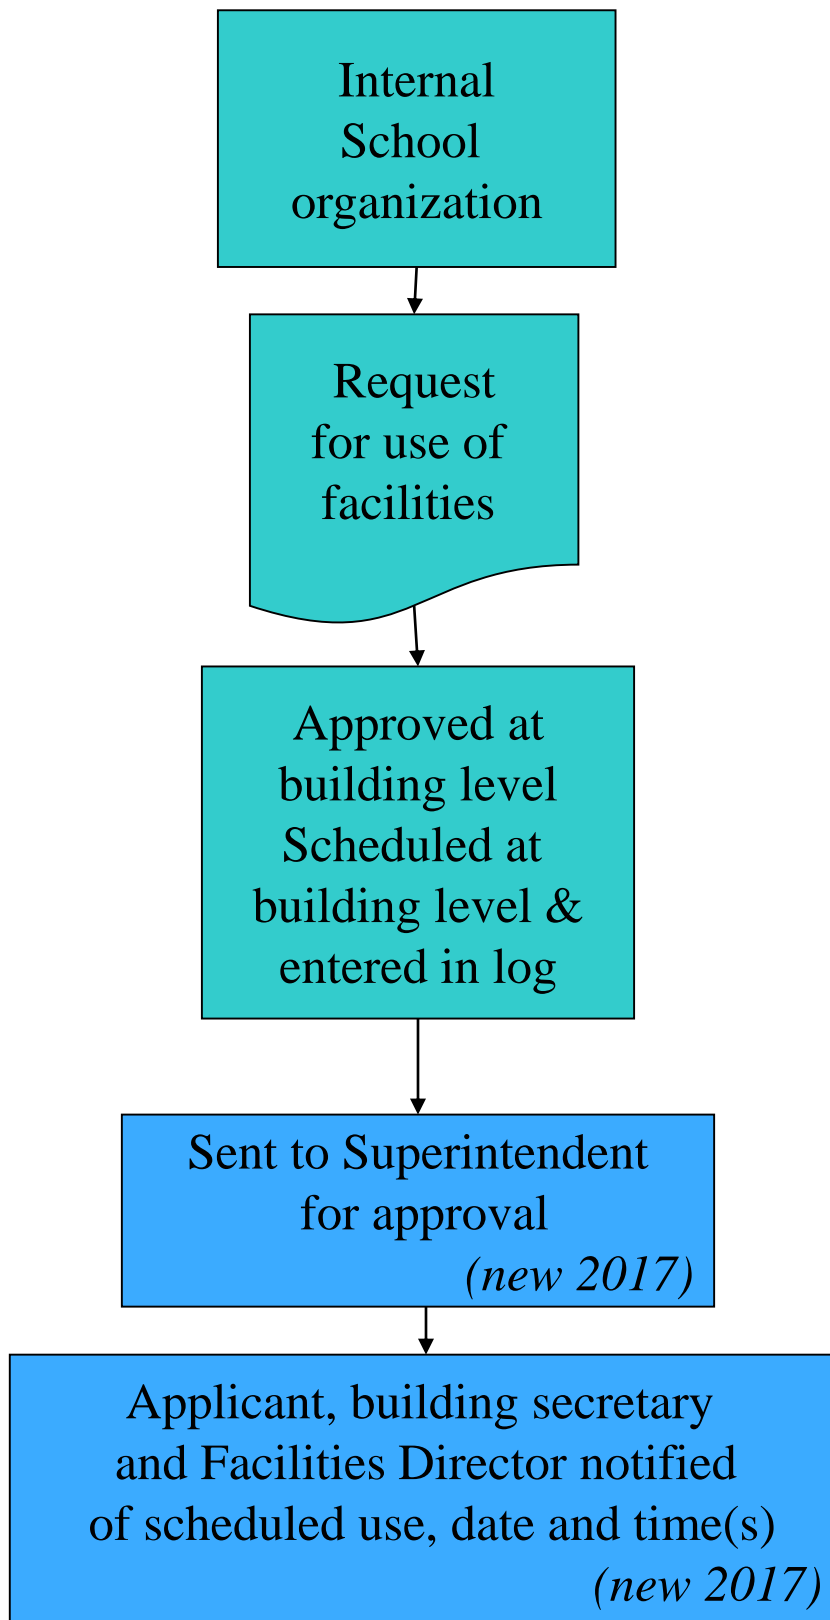 Internal
School
organization
Request
for use of
facilities
Approved at
building level
Scheduled at
building level &
entered in log
Sent to Superintendent
for approval
(new 2017)
Applicant, building secretary
and Facilities Director notified
of scheduled use, date and time(s)
(new 2017)